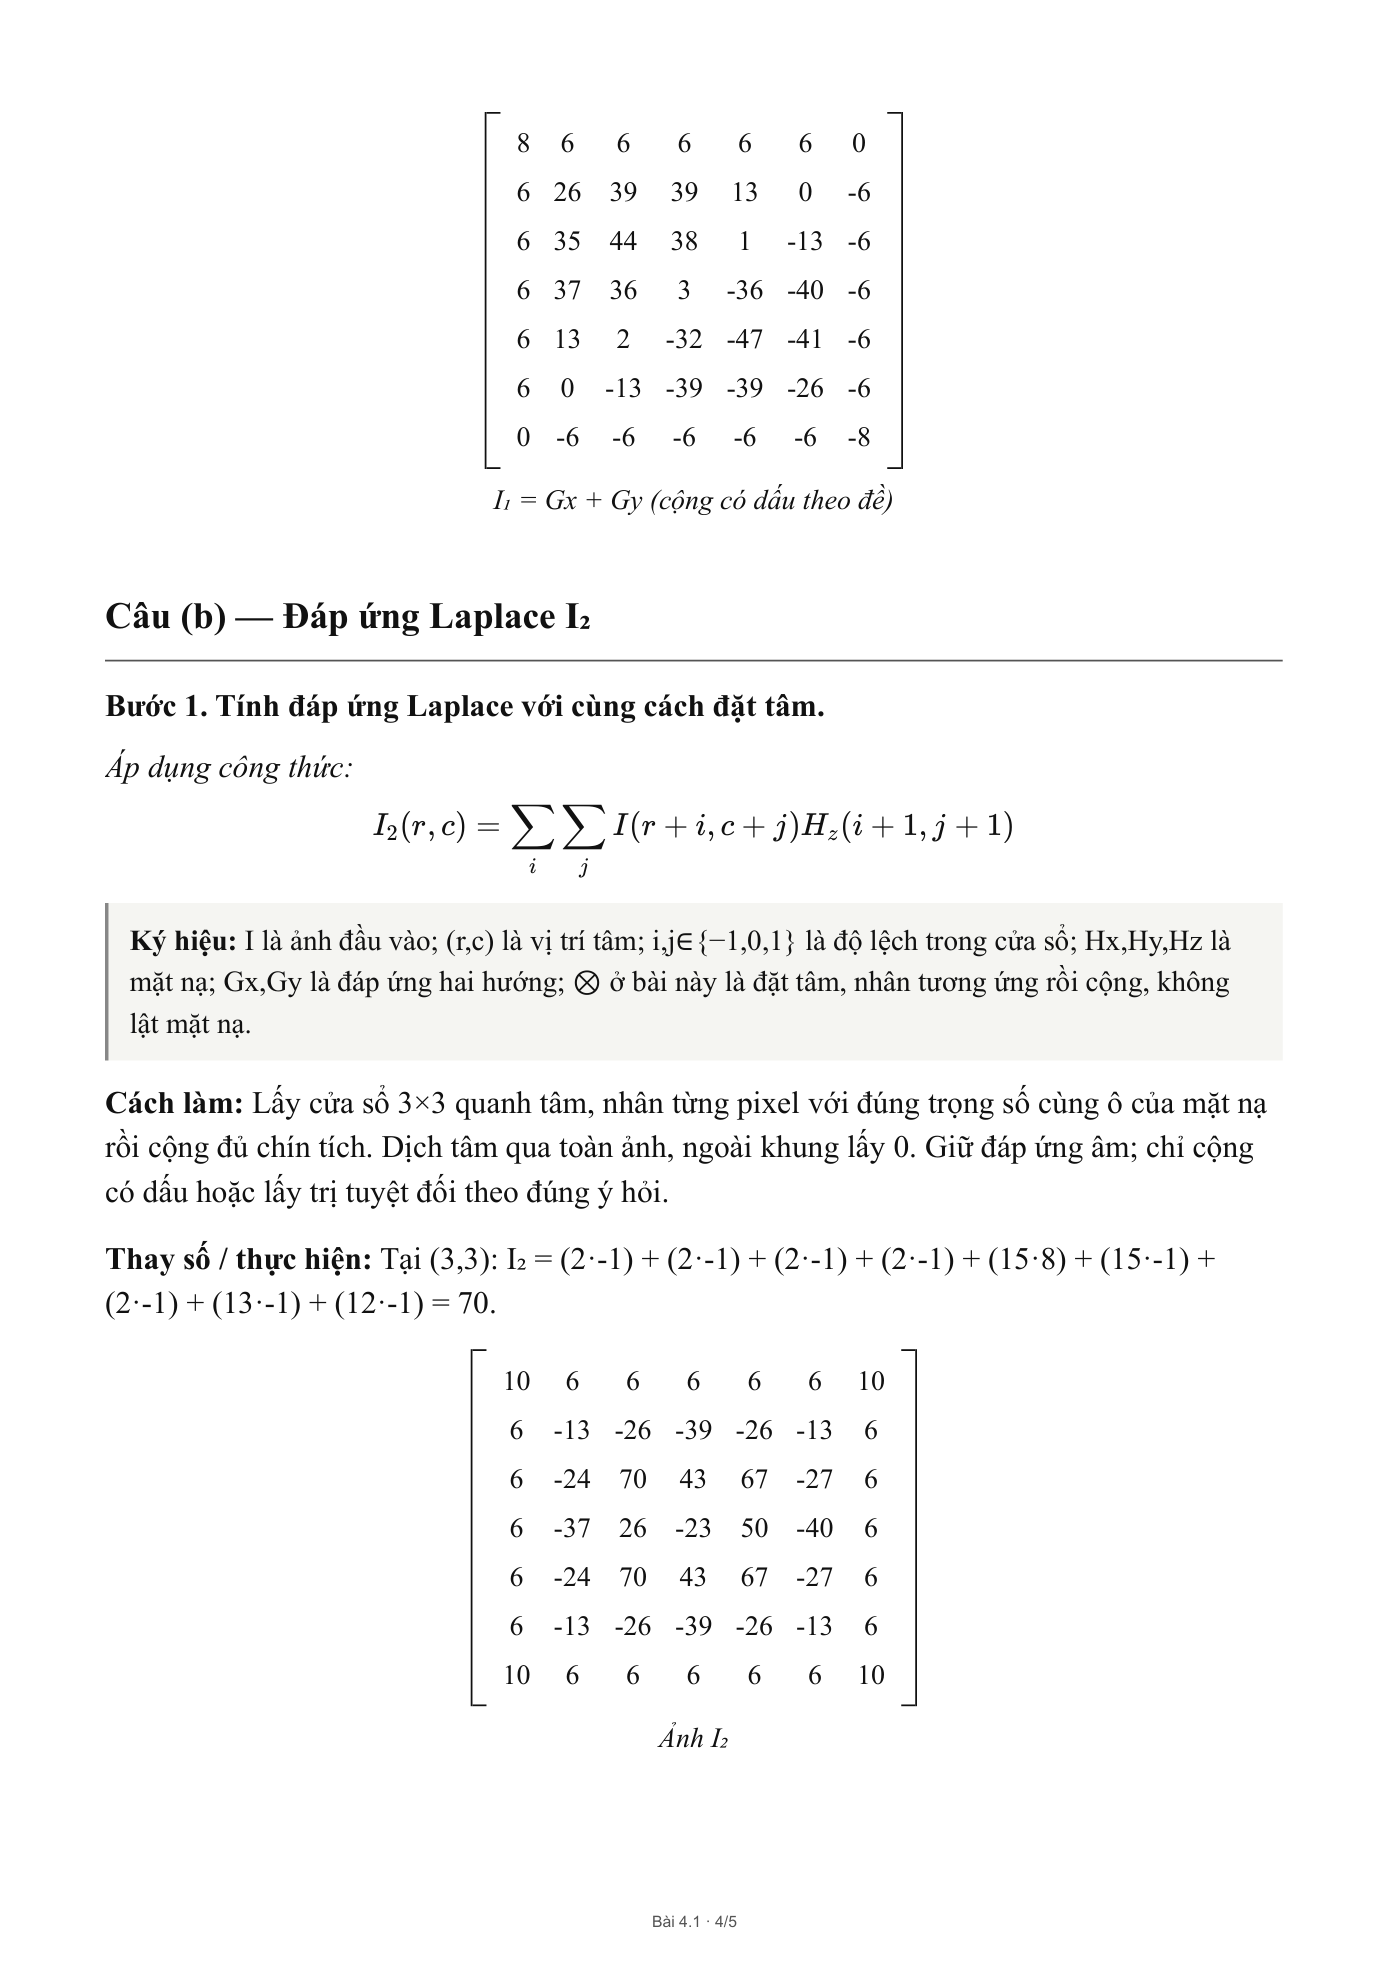 8 6 6 6 6 6 0
6 26 39 39 13 0 -6
6 35 44 38 1 -13 -6
6 37 36 3 -36 -40 -6
6 13 2 -32 -47 -41 -6
6 0 -13 -39 -39 -26 -6
0 -6 -6 -6 -6 -6 -8
I₁ = Gx + Gy (cộng có dấu theo đề)
Câu (b) — Đáp ứng Laplace I₂
Bước 1. Tính đáp ứng Laplace với cùng cách đặt tâm.
Áp dụng công thức:
I₂(r, c) = ∑_i ∑_j I(r + i, c + j)H_z(i + 1, j + 1)
Ký hiệu: I là ảnh đầu vào; (r,c) là vị trí tâm; i,j∈{−1,0,1} là độ lệch trong cửa sổ; Hx,Hy,Hz là
mặt nạ; Gx,Gy là đáp ứng hai hướng; ⊗ ở bài này là đặt tâm, nhân tương ứng rồi cộng, không
lật mặt nạ.
Cách làm: Lấy cửa sổ 3×3 quanh tâm, nhân từng pixel với đúng trọng số cùng ô của mặt nạ
rồi cộng đủ chín tích. Dịch tâm qua toàn ảnh, ngoài khung lấy 0. Giữ đáp ứng âm; chỉ cộng
có dấu hoặc lấy trị tuyệt đối theo đúng ý hỏi.
Thay số / thực hiện: Tại (3,3): I₂ = (2·-1) + (2·-1) + (2·-1) + (2·-1) + (15·8) + (15·-1) +
(2·-1) + (13·-1) + (12·-1) = 70.
10 6 6 6 6 6 10
6 -13 -26 -39 -26 -13 6
6 -24 70 43 67 -27 6
6 -37 26 -23 50 -40 6
6 -24 70 43 67 -27 6
6 -13 -26 -39 -26 -13 6
10 6 6 6 6 6 10
Ảnh I₂
Bài 4.1 · 4/5